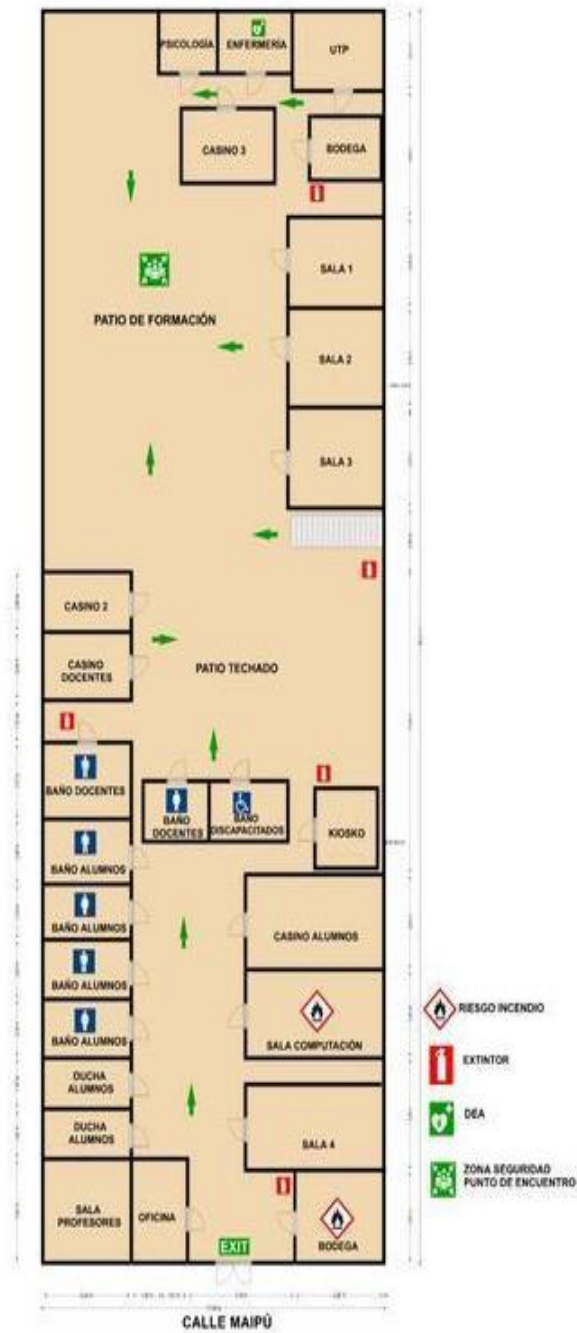 PSICOLOGÍA
ENFERMERÍA
UTP
CASINO 3
BODEGA
SALA 1
PATIO DE FORMACIÓN
SALA 2
SALA 3
CASINO 2
CASINO
DOCENTES
PATIO TECHADO
BAÑO DOCENTES
BAÑO
DOCENTES
BAÑO
DISCAPACITADOS
KIOSKO
BAÑO ALUMNOS
BAÑO ALUMNOS
CASINO ALUMNOS
BAÑO ALUMNOS
BAÑO ALUMNOS
SALA COMPUTACIÓN
DUCHA
ALUMNOS
DUCHA
ALUMNOS
SALA 4
SALA
PROFESORES
OFICINA
EXIT
BODEGA
RIESGO INCENDIO
EXTINTOR
DEA
ZONA SEGURIDAD
PUNTO DE ENCUENTRO
CALLE MAIPÚ